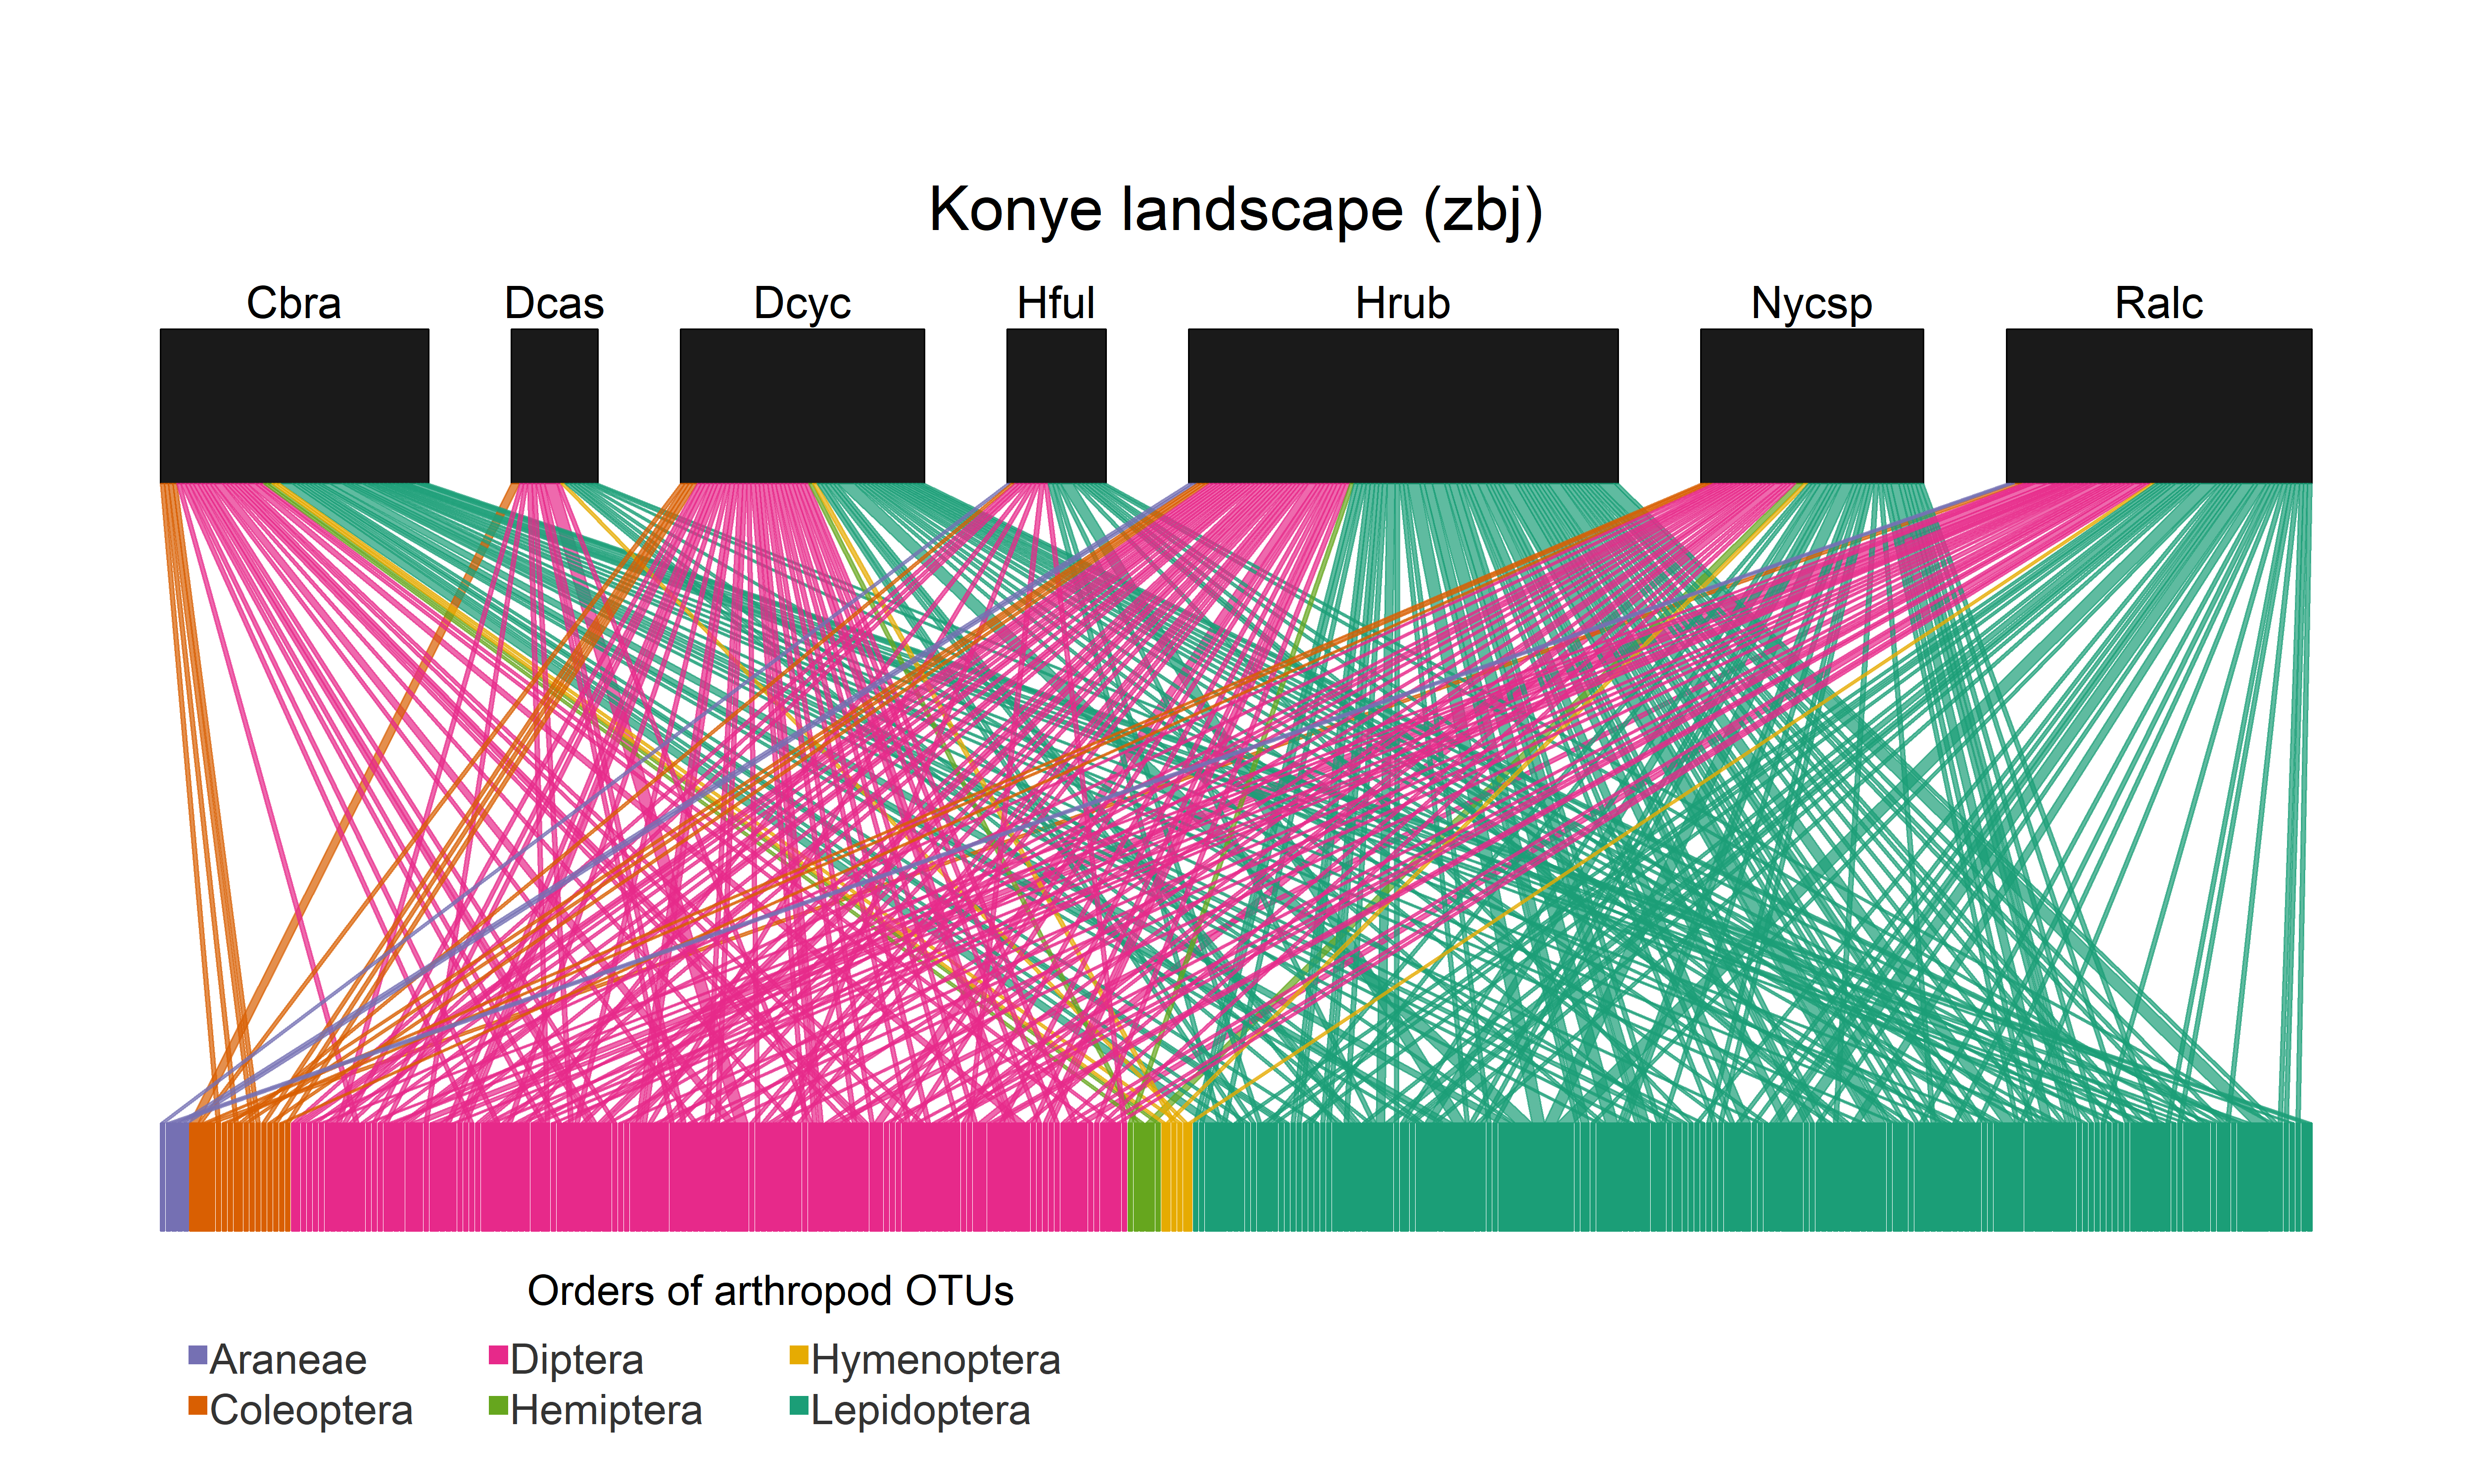 Konye landscape (zbj)
Cbra Dcas Dcyc Hful Hrub Nycsp Ralc
Orders of arthropod OTUs
Araneae Diptera Hymenoptera
Coleoptera Hemiptera Lepidoptera